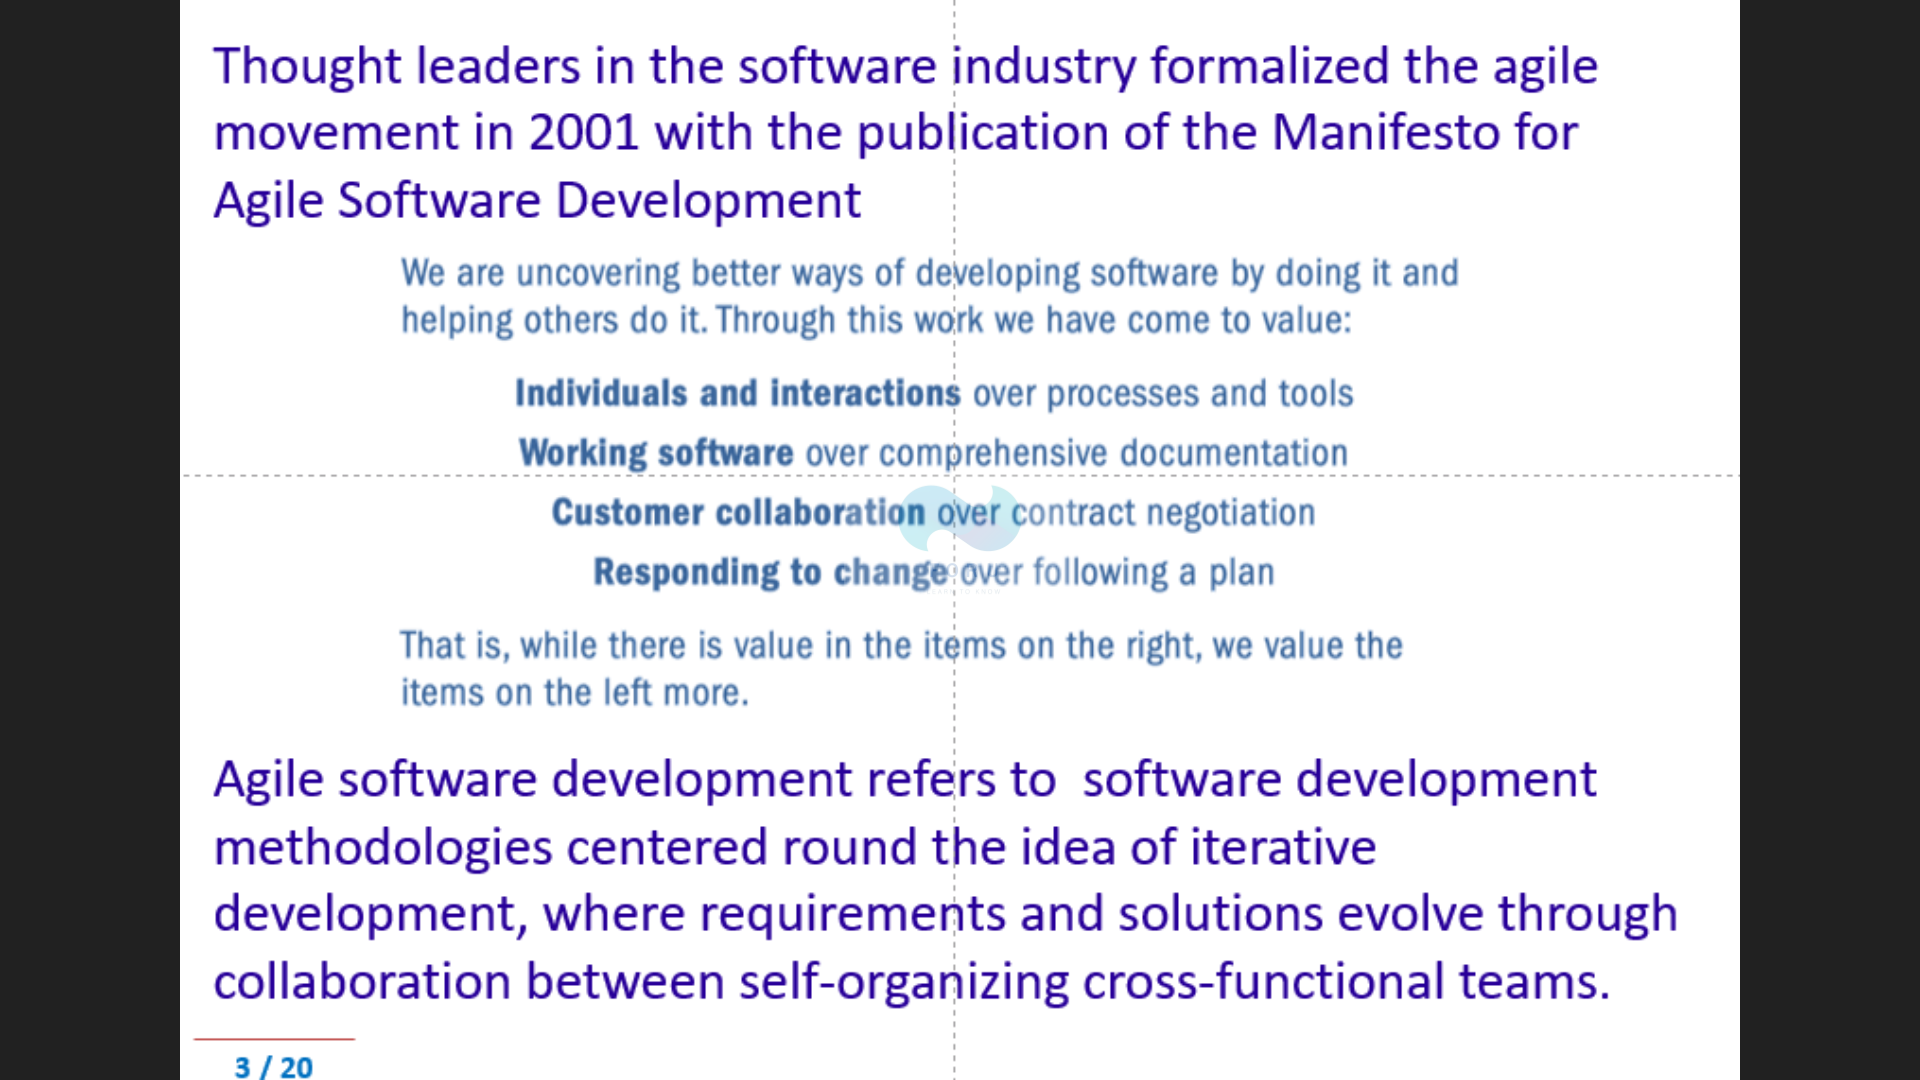 Thought leaders in the software industry formalized the agile
movement in 2001 with the publication of the Manifesto for
Agile Software Development
We are uncovering better ways of developing software by doing it and
helping others do it. Through this work we have come to value:
Individuals and interactions over processes and tools
Working software over comprehensive documentation
Customer collaboration over contract negotiation
Responding to change over following a plan
That is, while there is value in the items on the right, we value the
items on the left more.
Agile software development refers to software development
methodologies centered round the idea of iterative
development, where requirements and solutions evolve through
collaboration between self-organizing cross-functional teams.
3 / 20